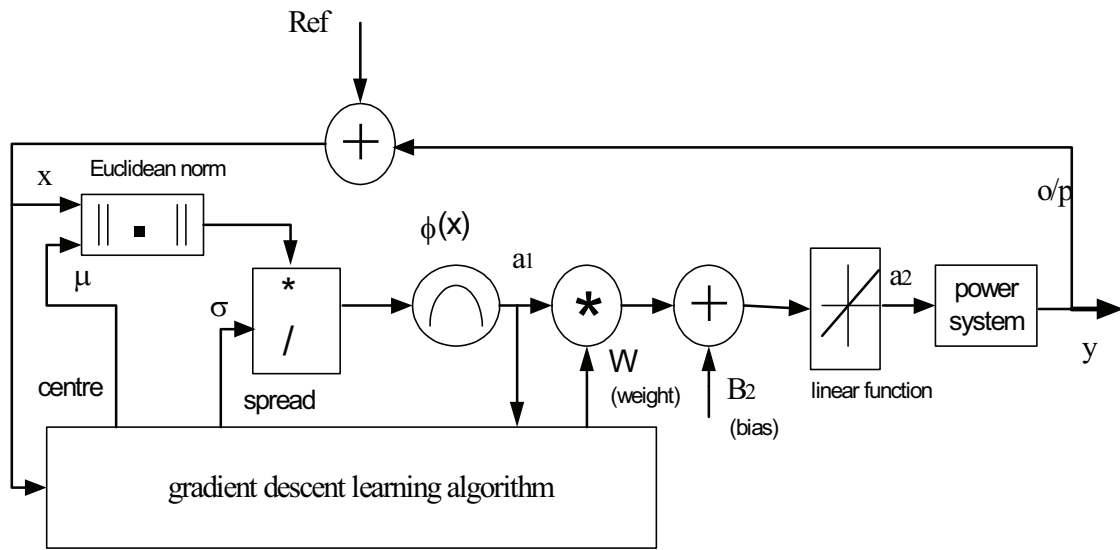 Ref
+
Euclidean norm
x
|| . ||
o/p
μ
ϕ(x)
σ
*
/
a1
*
+
a2
power
system
y
W
(weight)
B2
(bias)
linear function
centre
spread
gradient descent learning algorithm